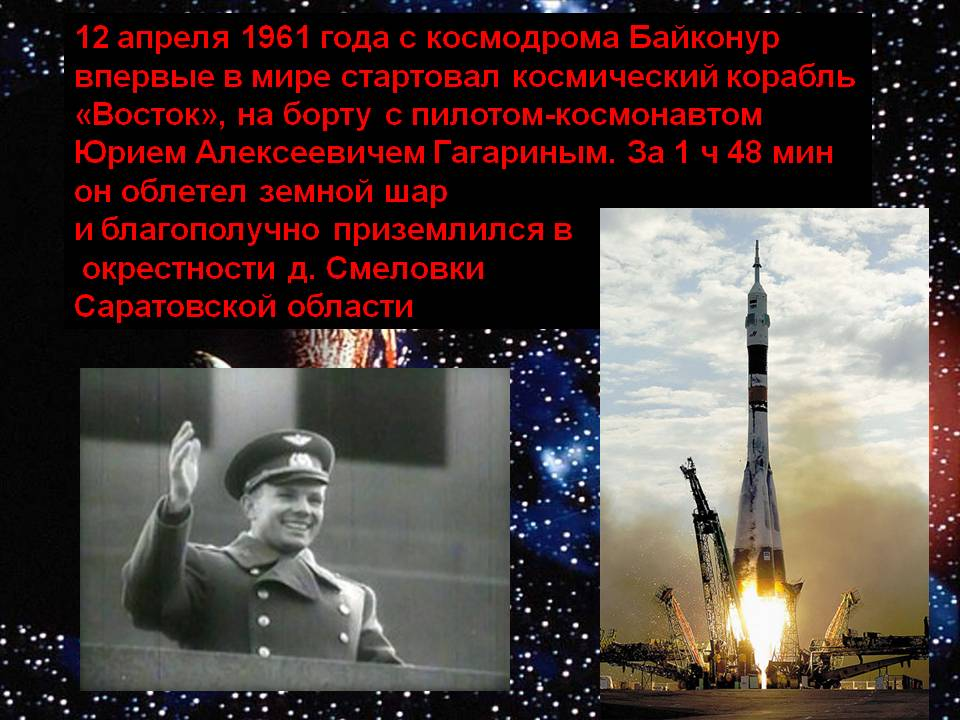 12 апреля 1961 года с космодрома Байконур
впервые в мире стартовал космический корабль
«Восток», на борту с пилотом-космонавтом
Юрием Алексеевичем Гагариным. За 1 ч 48 мин
он облетел земной шар
и благополучно приземлился в
окрестности д. Смеловки
Саратовской области